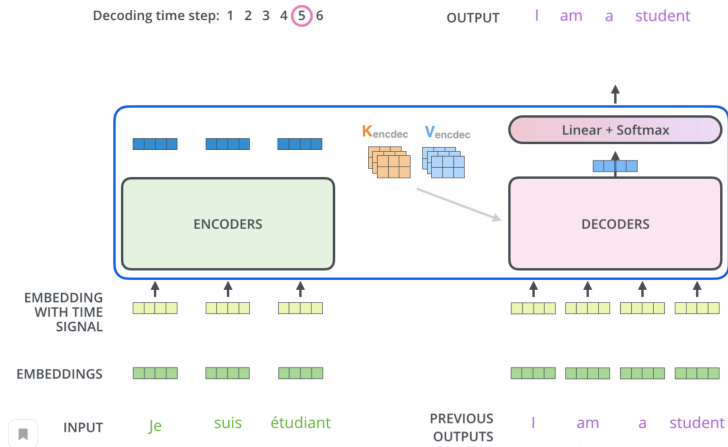 Decoding time step: 1 2 3 4 5 6
OUTPUT I am a student
Kencdec Vencdec
Linear + Softmax
ENCODERS
DECODERS
EMBEDDING
WITH TIME
SIGNAL
EMBEDDINGS
INPUT Je suis étudiant
PREVIOUS
OUTPUTS
I am a student